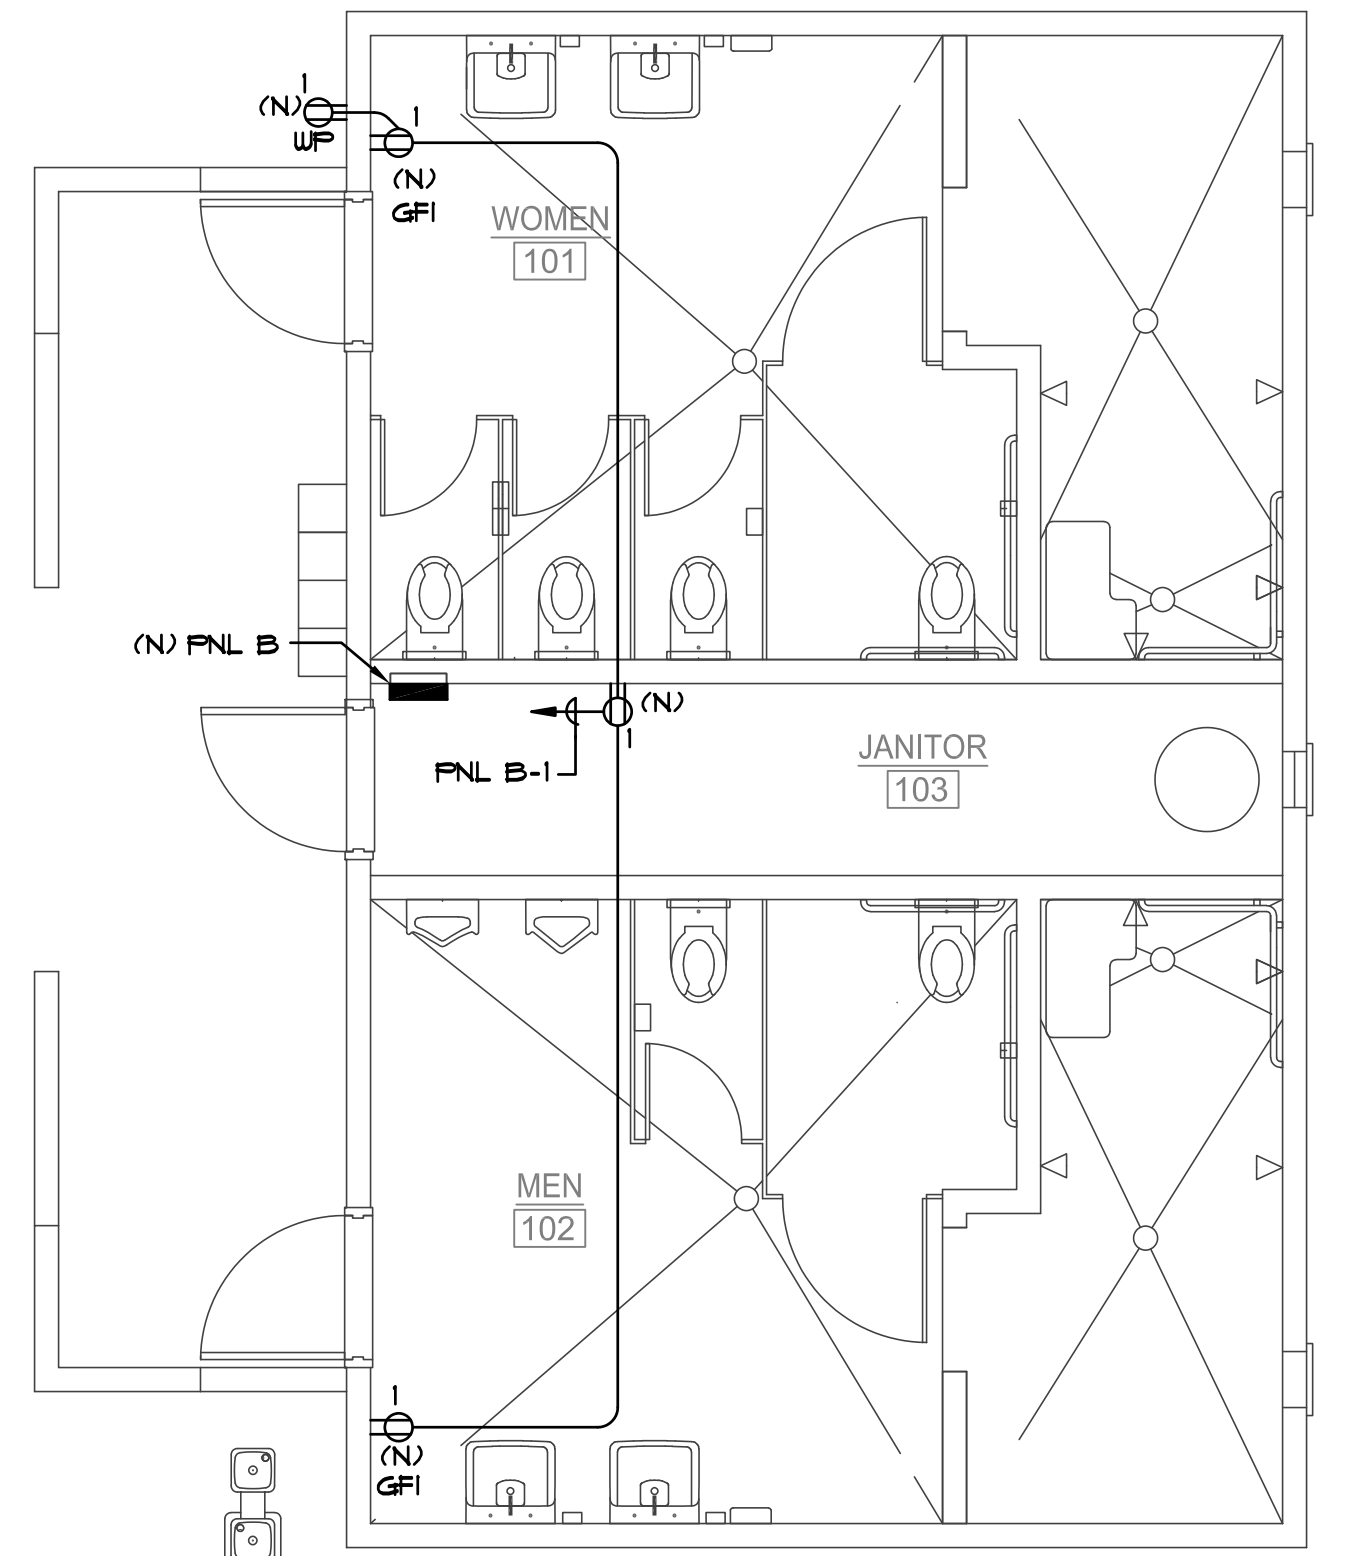 1
(N)
WP
1
(N)
GFI
WOMEN
101
(N) PNL B
(N)
1
PNL B-1
JANITOR
103
MEN
102
1
(N)
GFI